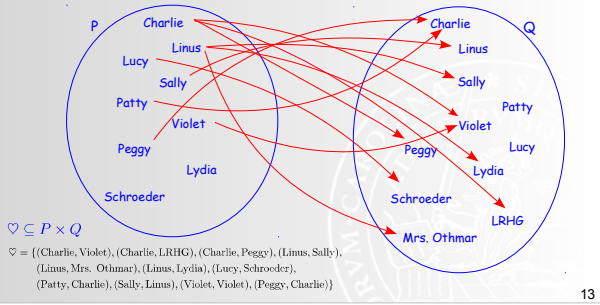 P
Charlie
Linus
Lucy
Sally
Patty
Violet
Peggy
Lydia
Schroeder
Q
Charlie
Linus
Sally
Patty
Violet
Lucy
Peggy
Lydia
Schroeder
LRHG
Mrs. Othmar
♡ ⊆ P × Q
♡ = {(Charlie, Violet), (Charlie, LRHG), (Charlie, Peggy), (Linus, Sally),
(Linus, Mrs. Othmar), (Linus, Lydia), (Lucy, Schroeder),
(Patty, Charlie), (Sally, Linus), (Violet, Violet), (Peggy, Charlie)}
13